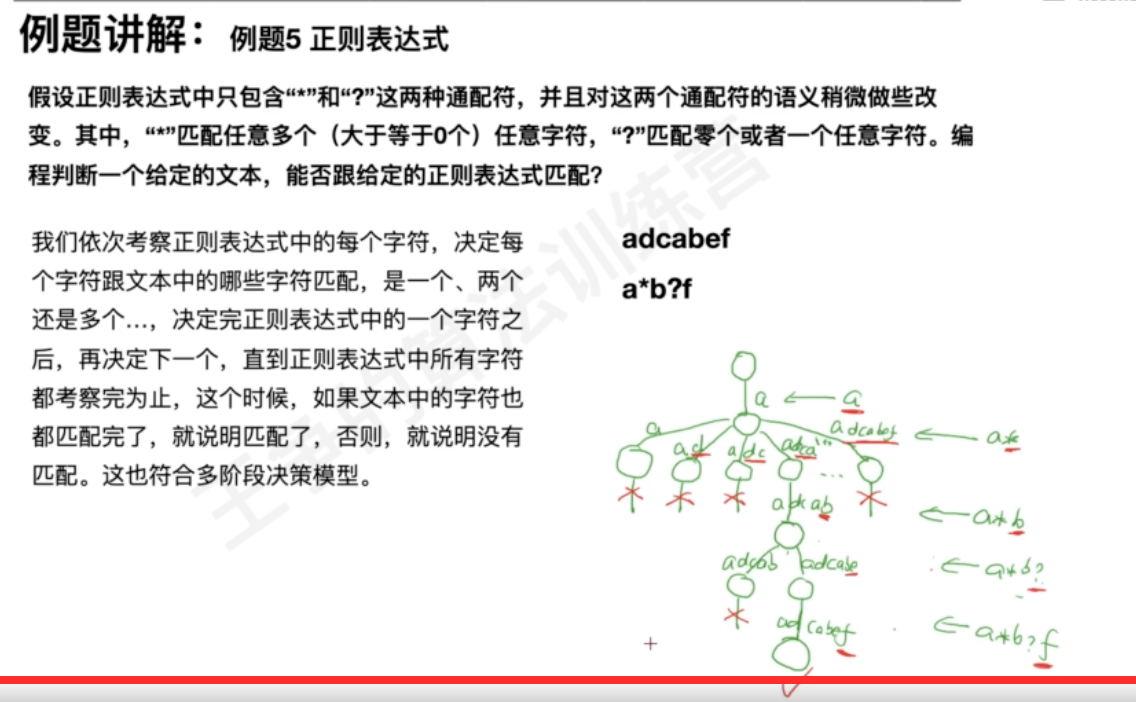 例题讲解： 例题5 正则表达式
假设正则表达式中只包含“*”和“?”这两种通配符，并且对这两个通配符的语义稍微做些改
变。其中，“*”匹配任意多个（大于等于0个）任意字符，“?”匹配零个或者一个任意字符。编
程判断一个给定的文本，能否跟给定的正则表达式匹配?
我们依次考察正则表达式中的每个字符，决定每
个字符跟文本中的哪些字符匹配，是一个、两个
还是多个...，决定完正则表达式中的一个字符之
后，再决定下一个，直到正则表达式中所有字符
都考察完为止，这个时候，如果文本中的字符也
都匹配完了，就说明匹配了，否则，就说明没有
匹配。这也符合多阶段决策模型。
adcabef
a*b?f
a ← a
a ad adc adca ... adcabef ← a*
adcab ← a*b
adcab adcabe ← a*b?
adcabef ← a*b?f
王争的算法训练营